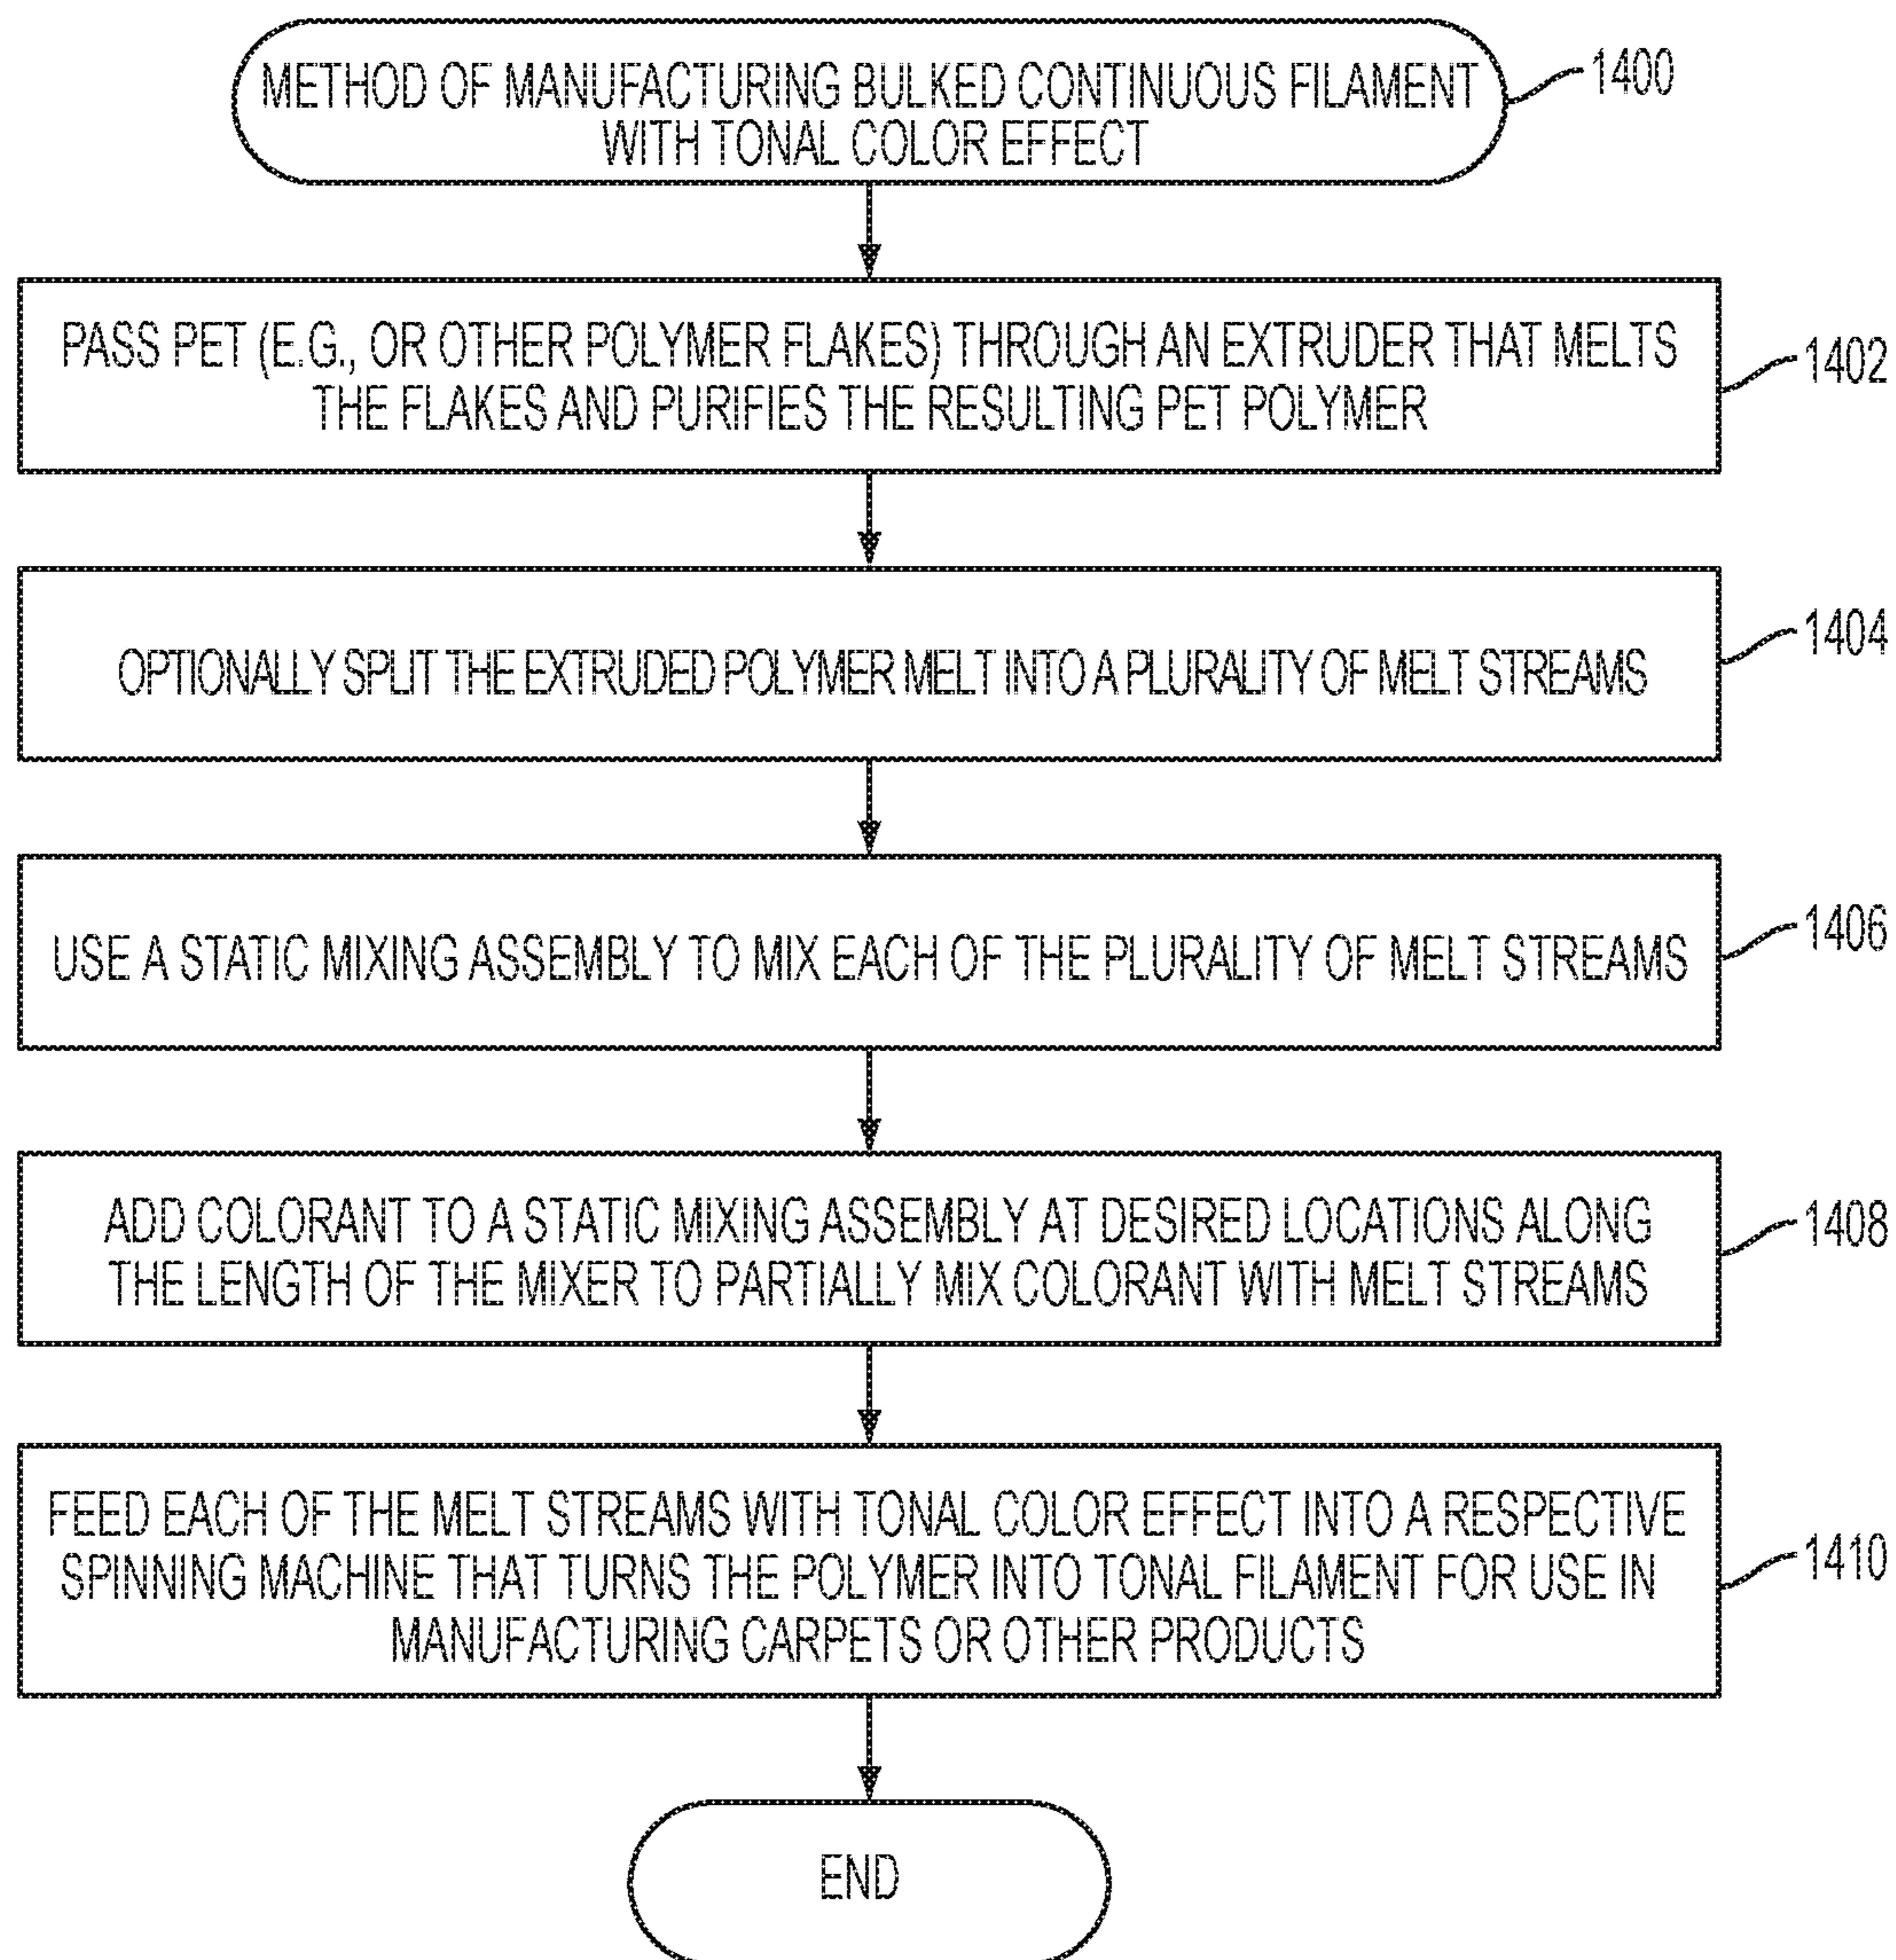 METHOD OF MANUFACTURING BULKED CONTINUOUS FILAMENT
WITH TONAL COLOR EFFECT
1400
PASS PET (E.G., OR OTHER POLYMER FLAKES) THROUGH AN EXTRUDER THAT MELTS
THE FLAKES AND PURIFIES THE RESULTING PET POLYMER
1402
OPTIONALLY SPLIT THE EXTRUDED POLYMER MELT INTO A PLURALITY OF MELT STREAMS
1404
USE A STATIC MIXING ASSEMBLY TO MIX EACH OF THE PLURALITY OF MELT STREAMS
1406
ADD COLORANT TO A STATIC MIXING ASSEMBLY AT DESIRED LOCATIONS ALONG
THE LENGTH OF THE MIXER TO PARTIALLY MIX COLORANT WITH MELT STREAMS
1408
FEED EACH OF THE MELT STREAMS WITH TONAL COLOR EFFECT INTO A RESPECTIVE
SPINNING MACHINE THAT TURNS THE POLYMER INTO TONAL FILAMENT FOR USE IN
MANUFACTURING CARPETS OR OTHER PRODUCTS
1410
END